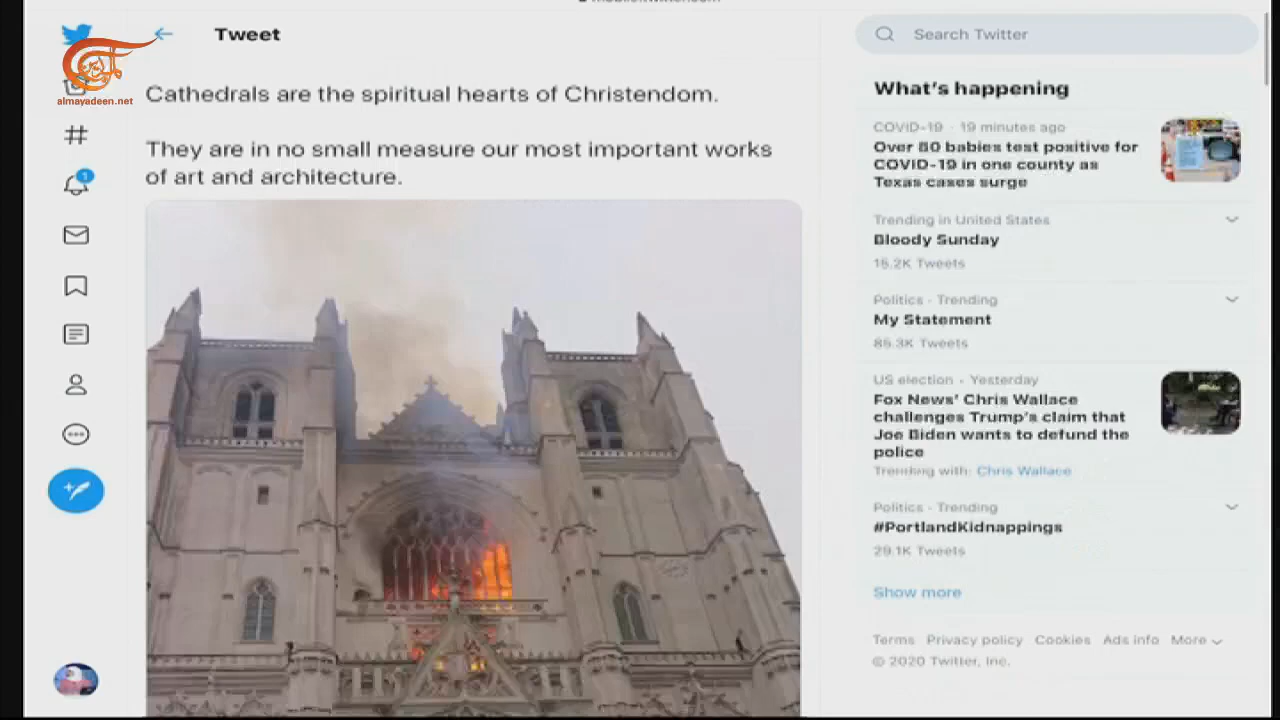 Tweet
almayadeen.net
Cathedrals are the spiritual hearts of Christendom.
They are in no small measure our most important works
of art and architecture.
1
Search Twitter
What's happening
COVID-19 · 19 minutes ago
Over 80 babies test positive for
COVID-19 in one county as
Texas cases surge
Trending in United States
Bloody Sunday
15.2K Tweets
Politics · Trending
My Statement
85.3K Tweets
US election · Yesterday
Fox News' Chris Wallace
challenges Trump's claim that
Joe Biden wants to defund the
police
Trending with: Chris Wallace
Politics · Trending
#PortlandKidnappings
29.1K Tweets
Show more
Terms Privacy policy Cookies Ads info More
© 2020 Twitter, Inc.